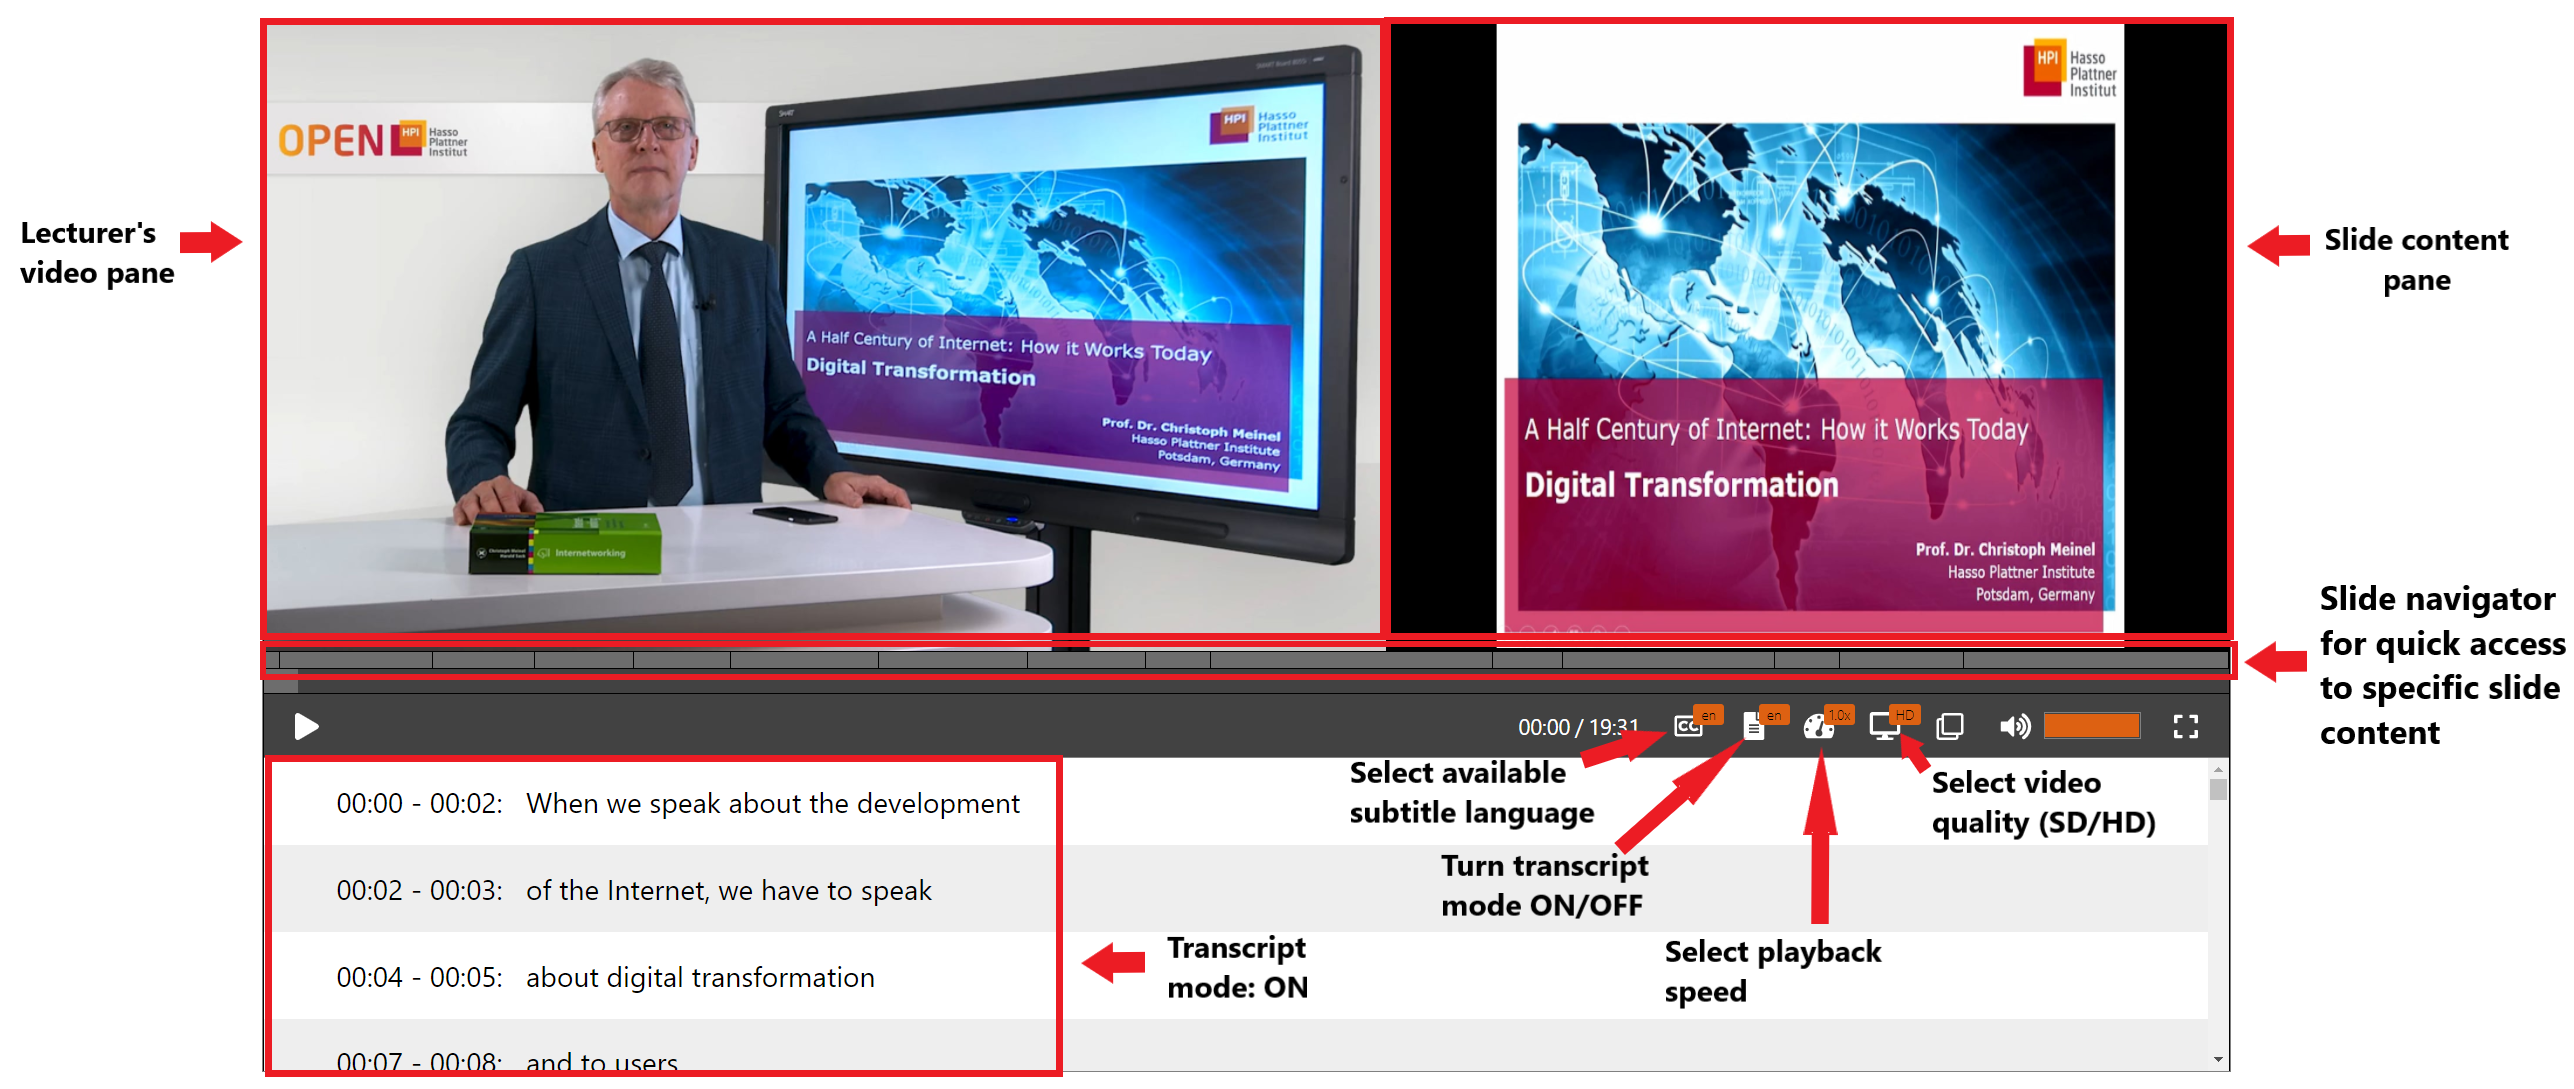 Lecturer's
video pane
OPEN
HPI
Hasso
Plattner
Institut
SMART
HPI
Hasso
Plattner
Institut
A Half Century of Internet: How it Works Today
Digital Transformation
Prof. Dr. Christoph Meinel
Hasso Plattner Institute
Potsdam, Germany
Christoph Meinel
Internetworking
HPI
Hasso
Plattner
Institut
A Half Century of Internet: How it Works Today
Digital Transformation
Prof. Dr. Christoph Meinel
Hasso Plattner Institute
Potsdam, Germany
Slide content
pane
Slide navigator
for quick access
to specific slide
content
00:00 / 19:31
CC
en
en
1.0x
HD
Select available
subtitle language
Turn transcript
mode ON/OFF
Select playback
speed
Select video
quality (SD/HD)
00:00 - 00:02: When we speak about the development
00:02 - 00:03: of the Internet, we have to speak
00:04 - 00:05: about digital transformation
00:07 - 00:08: and to users
Transcript
mode: ON